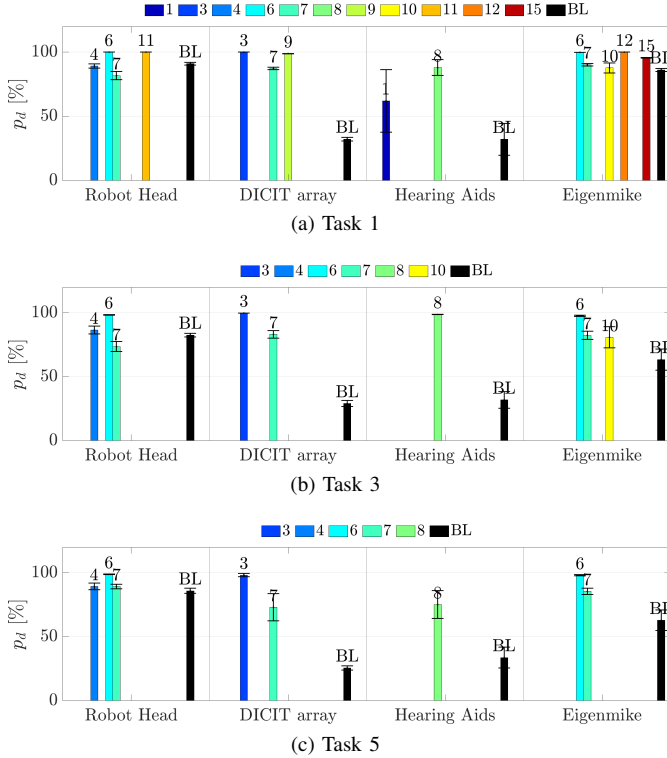 1 3 4 6 7 8 9 10 11 12 15 BL
4 6 7 11 BL 3 7 9 BL 1 8 BL 6 7 10 12 15 BL
100
50
0
p_d [%]
Robot Head DICIT array Hearing Aids Eigenmike
(a) Task 1
3 4 6 7 8 10 BL
4 6 7 BL 3 7 BL 8 BL 6 7 10 BL
100
50
0
p_d [%]
Robot Head DICIT array Hearing Aids Eigenmike
(b) Task 3
3 4 6 7 8 BL
4 6 7 BL 3 7 BL 8 BL 6 7 BL
100
50
0
p_d [%]
Robot Head DICIT array Hearing Aids Eigenmike
(c) Task 5